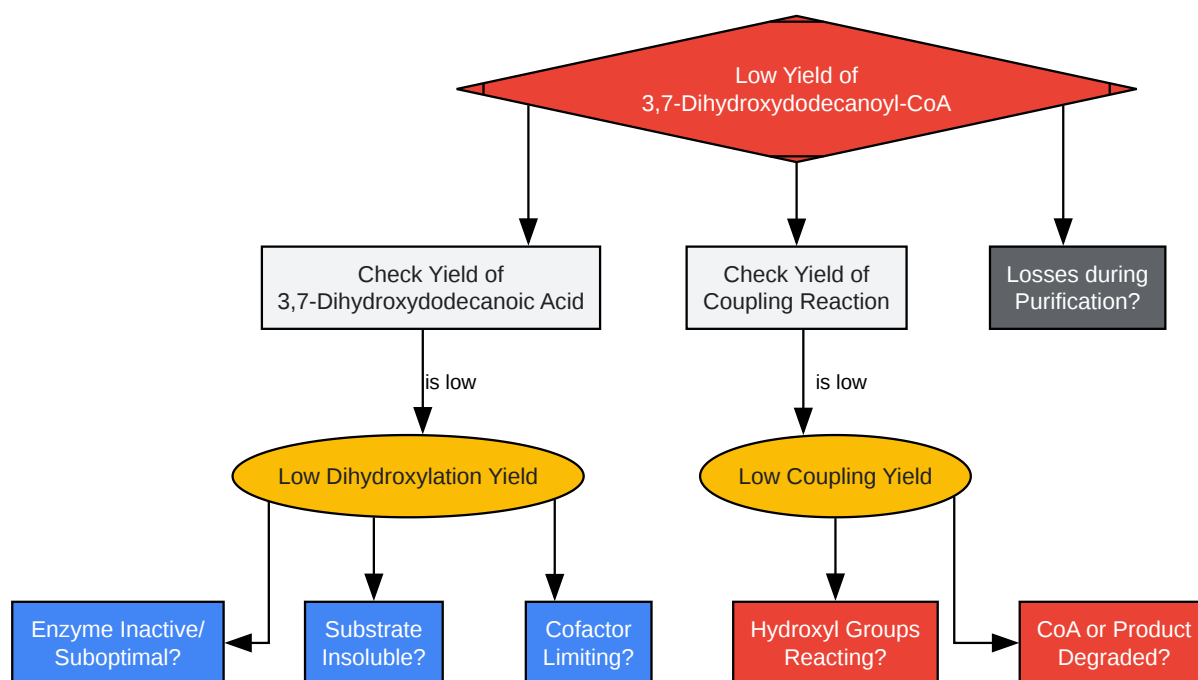 Low Yield of
3,7-Dihydroxydodecanoyl-CoA
Check Yield of
3,7-Dihydroxydodecanoic Acid
Check Yield of
Coupling Reaction
Losses during
Purification?
is low
is low
Low Dihydroxylation Yield
Low Coupling Yield
Enzyme Inactive/
Suboptimal?
Substrate
Insoluble?
Cofactor
Limiting?
Hydroxyl Groups
Reacting?
CoA or Product
Degraded?